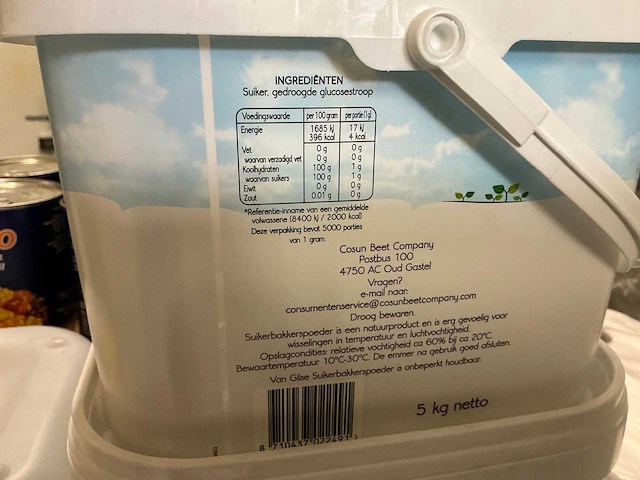 INGREDIËNTEN
Suiker, gedroogde glucosestroop
Voedingswaarde per 100 gram per portie (1g)
Energie 1685 kJ 17 kJ
396 kcal 4 kcal
Vet 0 g 0 g
waarvan verzadigd vet 0 g 0 g
Koolhydraten 100 g 1 g
waarvan suikers 100 g 1 g
Eiwit 0 g 0 g
Zout 0.01 g 0 g
*Referentie-inname van een gemiddelde
volwassene (8400 kJ / 2000 kcal)
Deze verpakking bevat 5000 porties
van 1 gram.
Cosun Beet Company
Postbus 100
4750 AC Oud Gastel
Vragen?
e-mail naar:
consumentenservice@cosunbeetcompany.com
Droog bewaren.
Suikerbakkerspoeder is een natuurproduct en is erg gevoelig voor
wisselingen in temperatuur en luchtvochtigheid.
Opslagcondities: relatieve vochtigheid ca 60% bij ca 20°C.
Bewaartemperatuur 10°C-30°C. De emmer na gebruik goed afsluiten.
Van Gilse Suikerbakkerspoeder is onbeperkt houdbaar.
5 kg netto
8 710437 022491